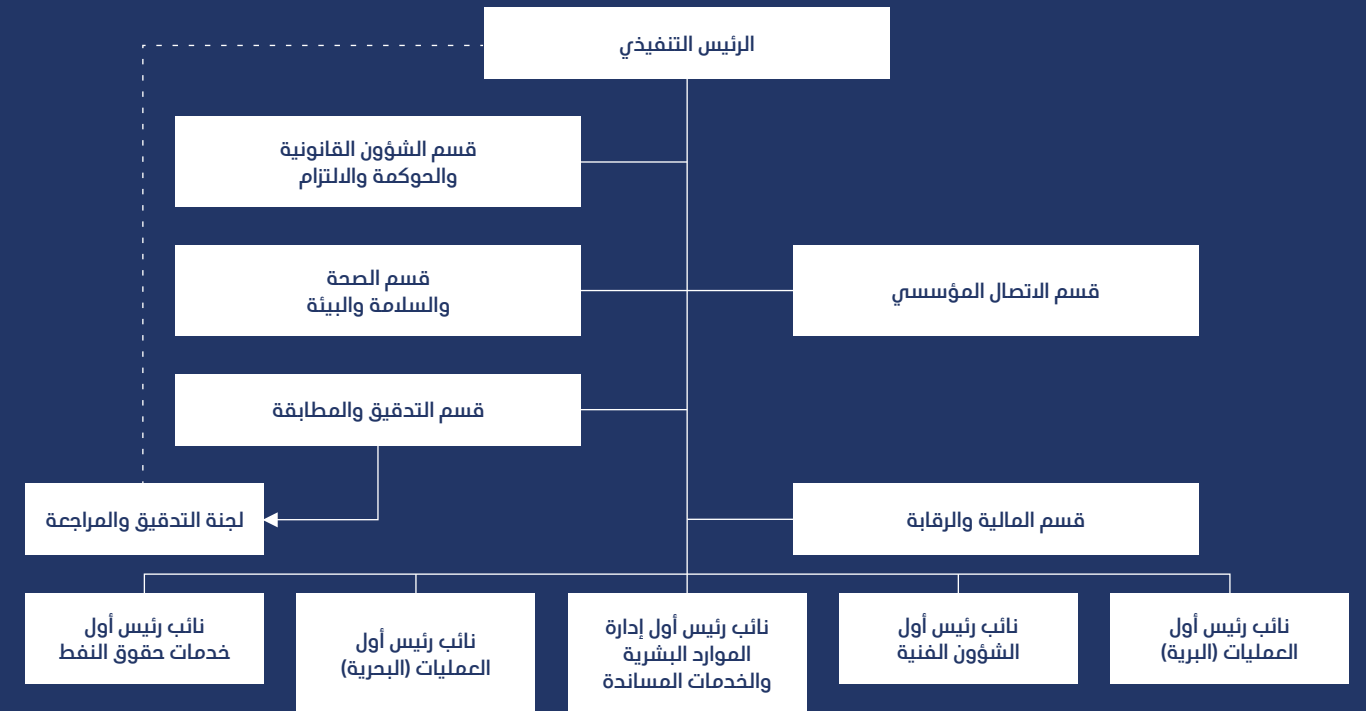 الرئيس التنفيذي
قسم الشؤون القانونية
والحوكمة والالتزام
قسم الاتصال المؤسسي
قسم الصحة
والسلامة والبيئة
قسم التدقيق والمطابقة
قسم المالية والرقابة
لجنة التدقيق والمراجعة
نائب رئيس أول
العمليات (البرية)
نائب رئيس أول
الشؤون الفنية
نائب رئيس أول إدارة
الموارد البشرية
والخدمات المساندة
نائب رئيس أول
العمليات (البحرية)
نائب رئيس أول
خدمات حقوق النفط